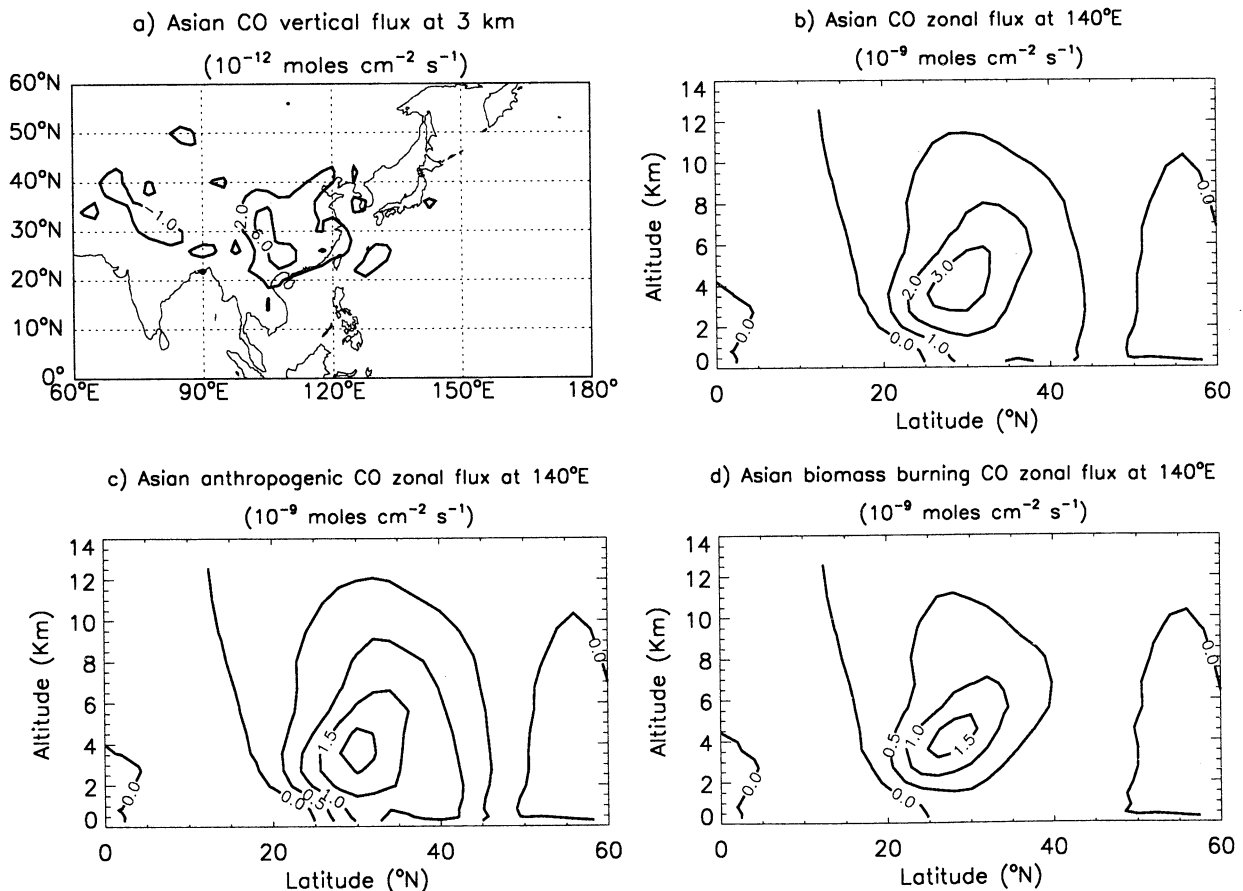 a) Asian CO vertical flux at 3 km
(10⁻¹² moles cm⁻² s⁻¹)
60°N
50°N
40°N
30°N
20°N
10°N
0°
60°E 90°E 120°E 150°E 180°
-1.0
2.0
6.0
b) Asian CO zonal flux at 140°E
(10⁻⁹ moles cm⁻² s⁻¹)
Altitude (Km)
14
12
10
8
6
4
2
0
0 20 40 60
Latitude (°N)
0.0
0.0
1.0
2.0
3.0
0.0
c) Asian anthropogenic CO zonal flux at 140°E
(10⁻⁹ moles cm⁻² s⁻¹)
Altitude (Km)
14
12
10
8
6
4
2
0
0 20 40 60
Latitude (°N)
0.0
0.0
0.5
1.0
1.5
0.0
d) Asian biomass burning CO zonal flux at 140°E
(10⁻⁹ moles cm⁻² s⁻¹)
Altitude (Km)
14
12
10
8
6
4
2
0
0 20 40 60
Latitude (°N)
0.0
0.0
0.5
1.0
1.5
0.0